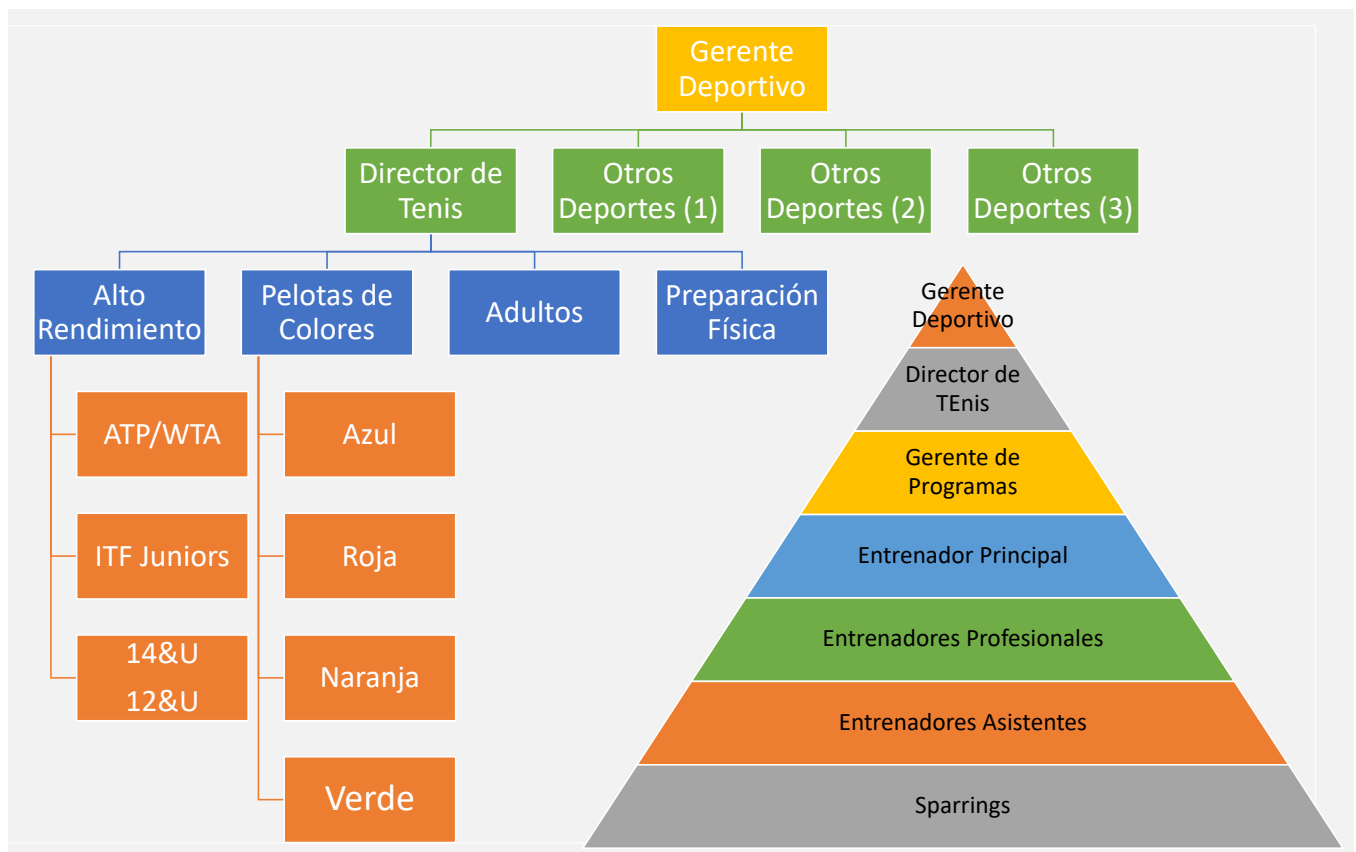 Gerente
Deportivo
Director de
Tenis
Otros
Deportes (1)
Otros
Deportes (2)
Otros
Deportes (3)
Alto
Rendimiento
Pelotas de
Colores
Adultos
Preparación
Física
ATP/WTA
ITF Juniors
14&U
12&U
Azul
Roja
Naranja
Verde
Gerente
Deportivo
Director de
TEnis
Gerente de
Programas
Entrenador Principal
Entrenadores Profesionales
Entrenadores Asistentes
Sparrings